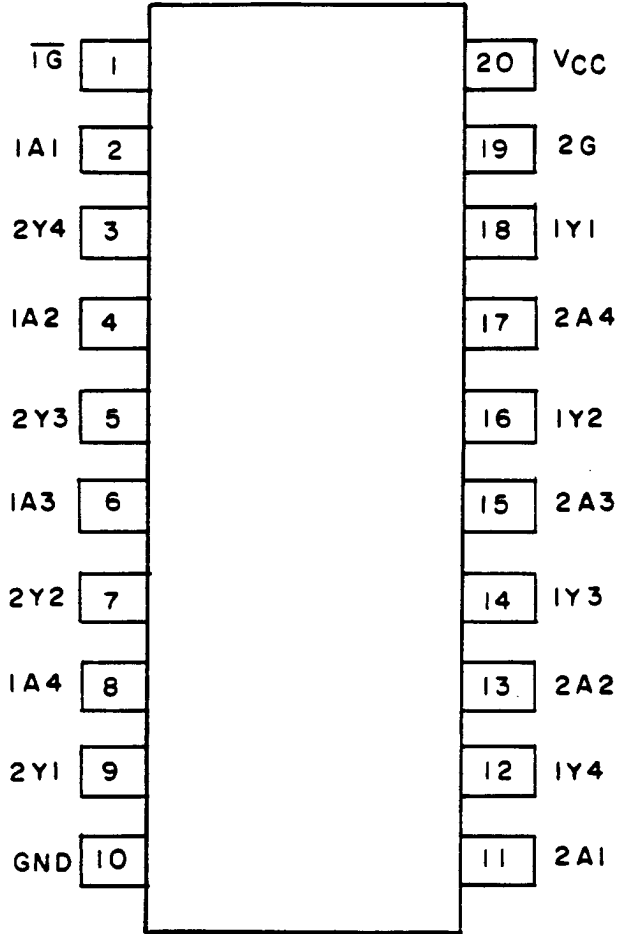 1G 1 20 VCC
1A1 2 19 2G
2Y4 3 18 1Y1
1A2 4 17 2A4
2Y3 5 16 1Y2
1A3 6 15 2A3
2Y2 7 14 1Y3
1A4 8 13 2A2
2Y1 9 12 1Y4
GND 10 11 2A1